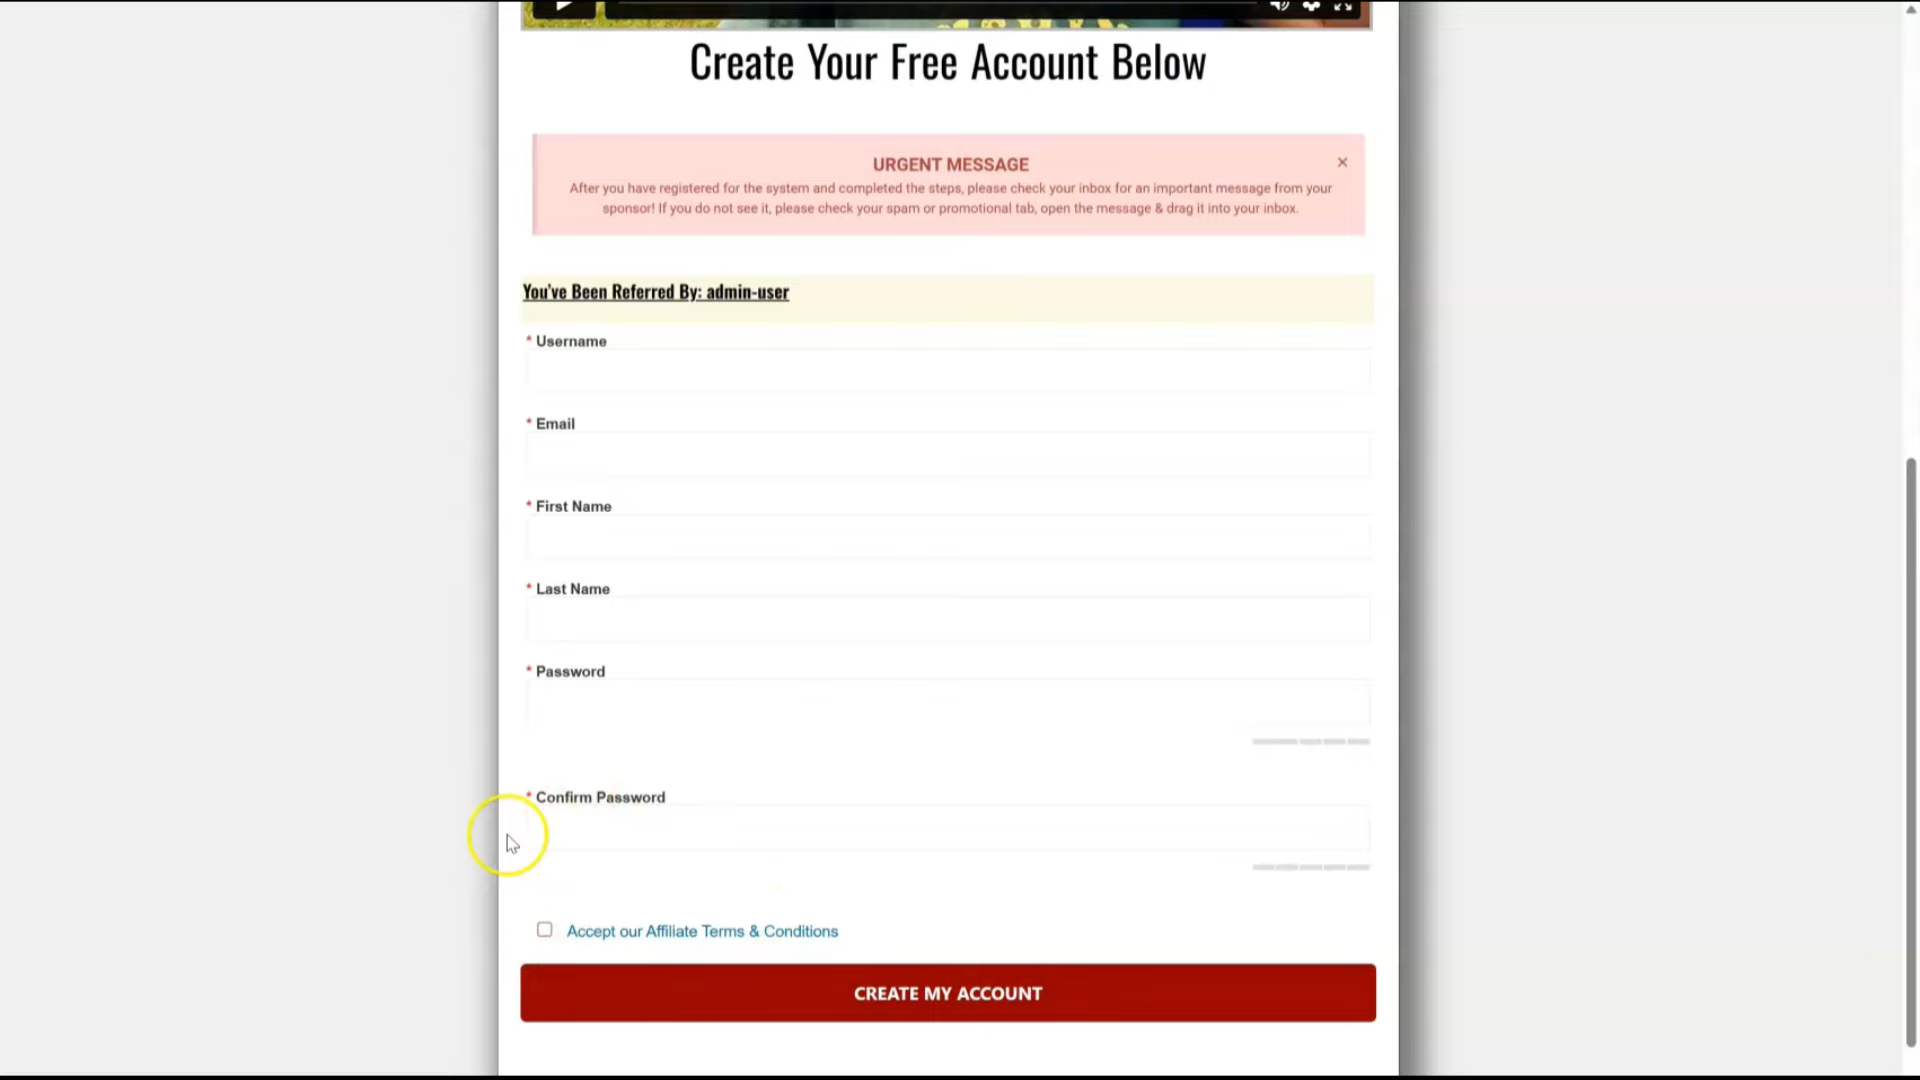 Create Your Free Account Below
URGENT MESSAGE
×
After you have registered for the system and completed the steps, please check your inbox for an important message from your
sponsor! If you do not see it, please check your spam or promotional tab, open the message & drag it into your inbox.
You've Been Referred By: admin-user
* Username
* Email
* First Name
* Last Name
* Password
* Confirm Password
Accept our Affiliate Terms & Conditions
CREATE MY ACCOUNT